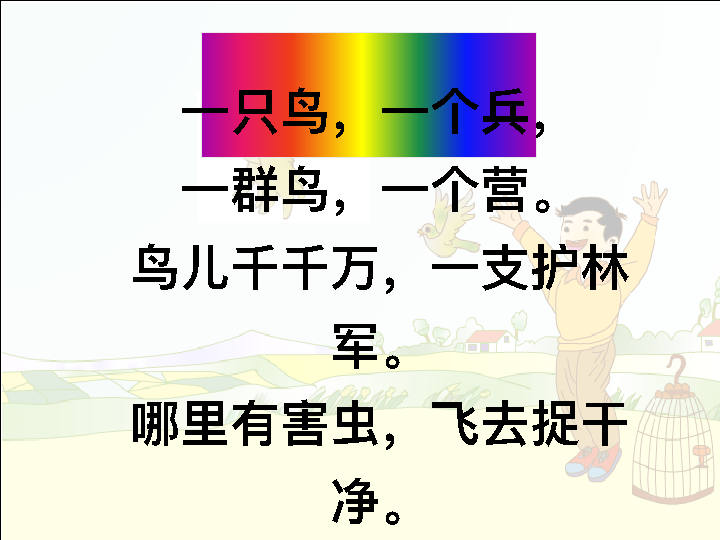 一只鸟，一个兵，
一群鸟，一个营。
鸟儿千千万，一支护林
军。
哪里有害虫，飞去捉干
净。